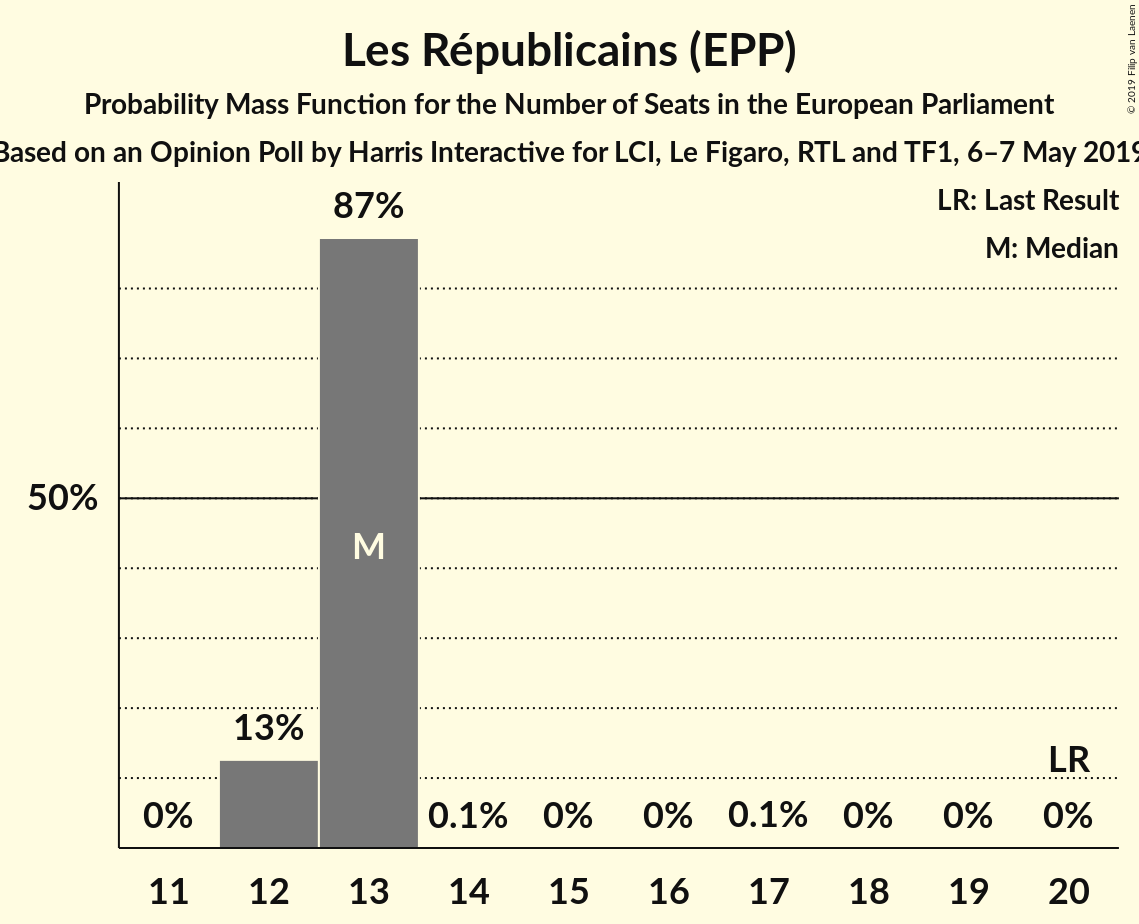 Les Républicains (EPP)
Probability Mass Function for the Number of Seats in the European Parliament
Based on an Opinion Poll by Harris Interactive for LCI, Le Figaro, RTL and TF1, 6–7 May 2019
© 2019 Filip van Laenen
LR: Last Result
M: Median
87%
50%
M
13%
LR
0% 0.1% 0% 0% 0.1% 0% 0% 0%
11 12 13 14 15 16 17 18 19 20